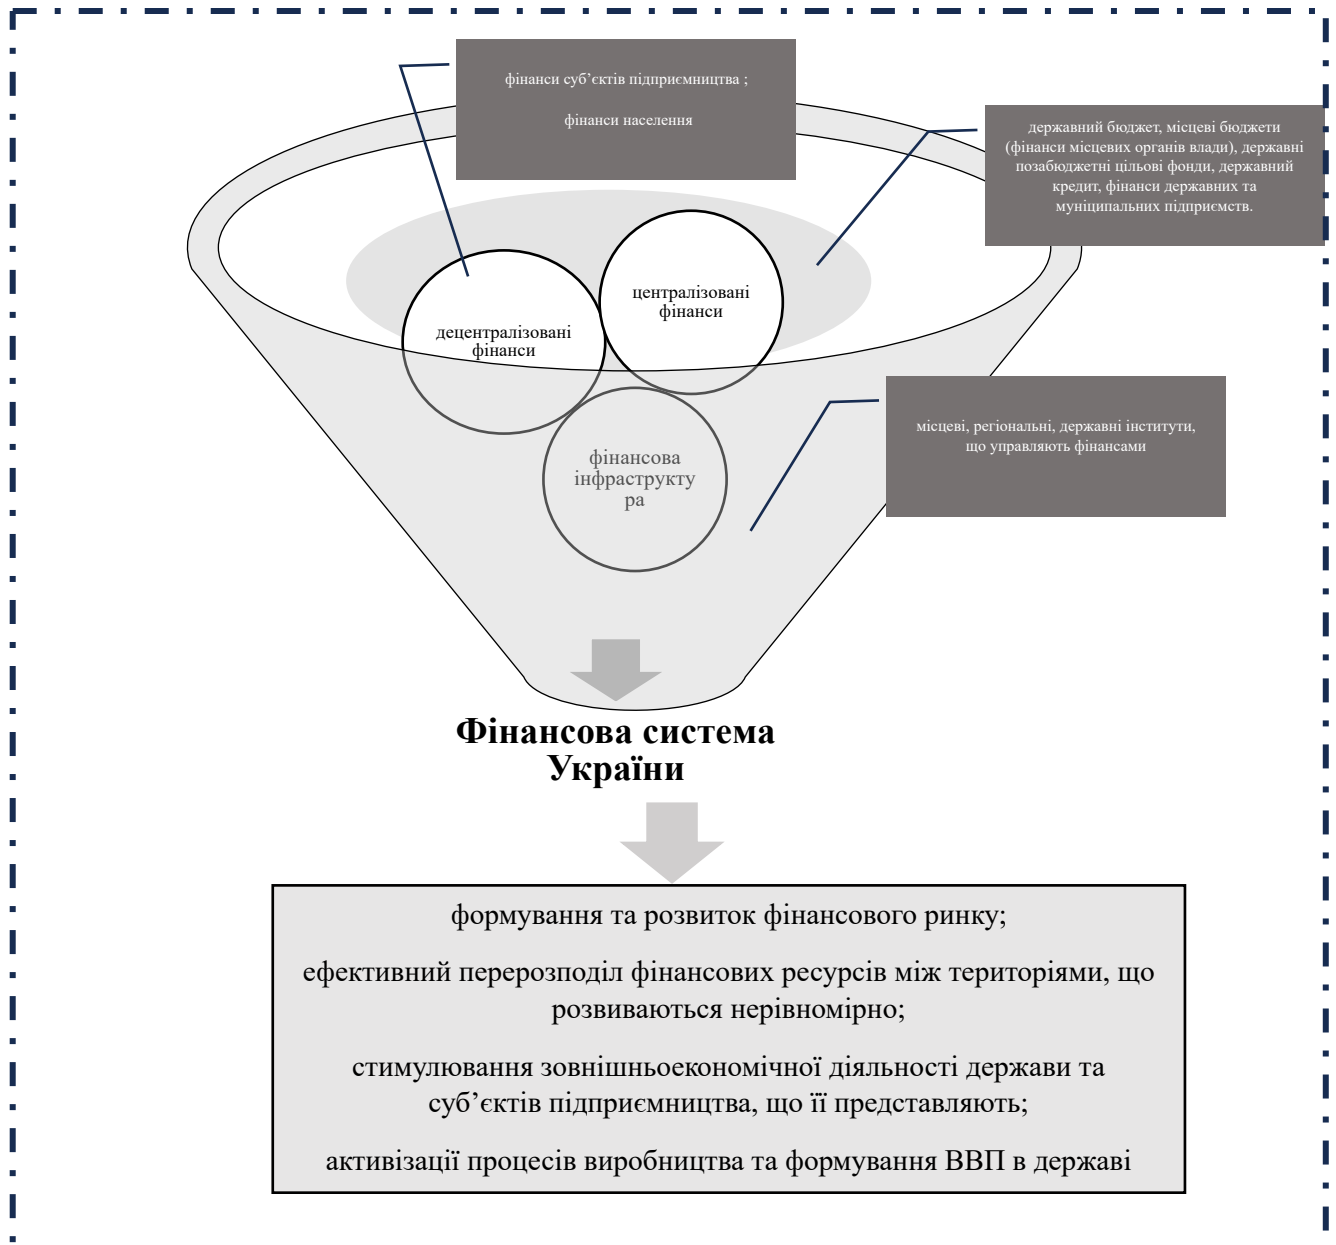 фінанси суб’єктів підприємництва ;
фінанси населення
державний бюджет, місцеві бюджети
(фінанси місцевих органів влади), державні
позабюджетні цільові фонди, державний
кредит, фінанси державних та
муніципальних підприємств.
централізовані
фінанси
децентралізовані
фінанси
місцеві, регіональні, державні інститути,
що управляють фінансами
фінансова
інфраструкту
ра
Фінансова система
України
формування та розвиток фінансового ринку;
ефективний перерозподіл фінансових ресурсів між територіями, що
розвиваються нерівномірно;
стимулювання зовнішньоекономічної діяльності держави та
суб’єктів підприємництва, що її представляють;
активізації процесів виробництва та формування ВВП в державі